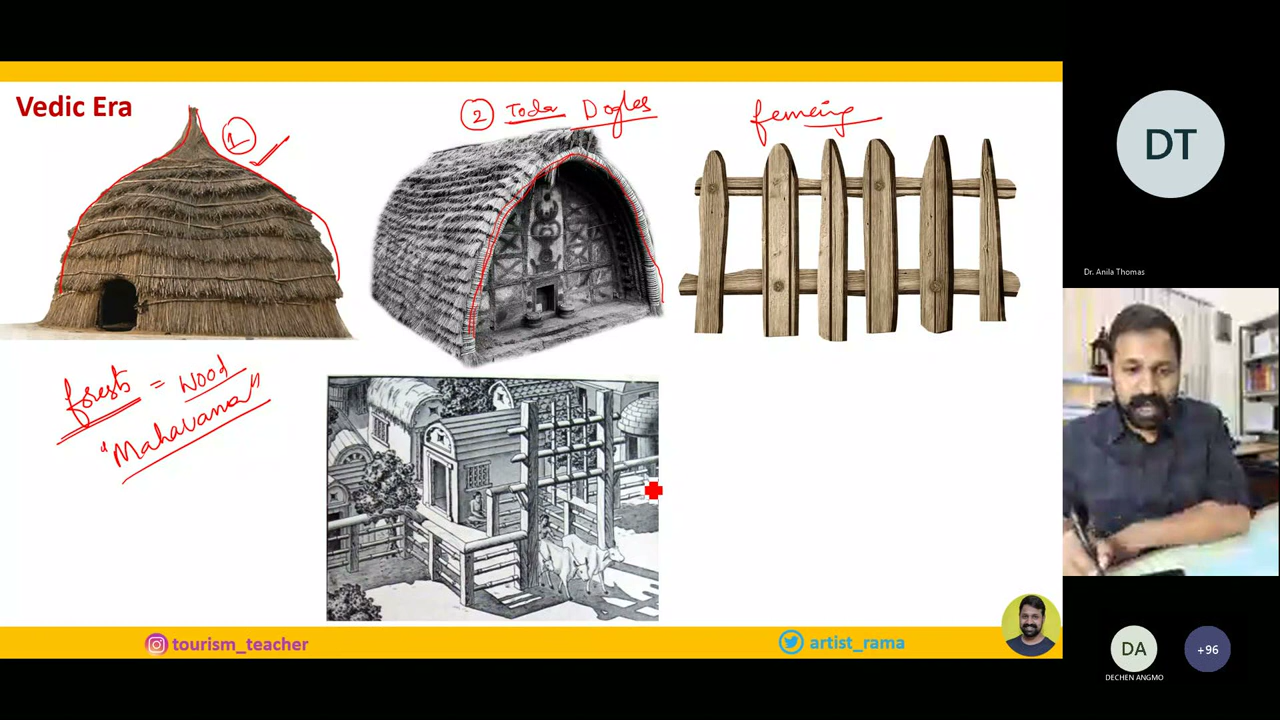 Vedic Era
1
2 Toda Dogles
fencing
forests = Wood
"Mahavana"
tourism_teacher
artist_rama
DT
Dr. Anila Thomas
DA
DECHEN ANGMO
+96